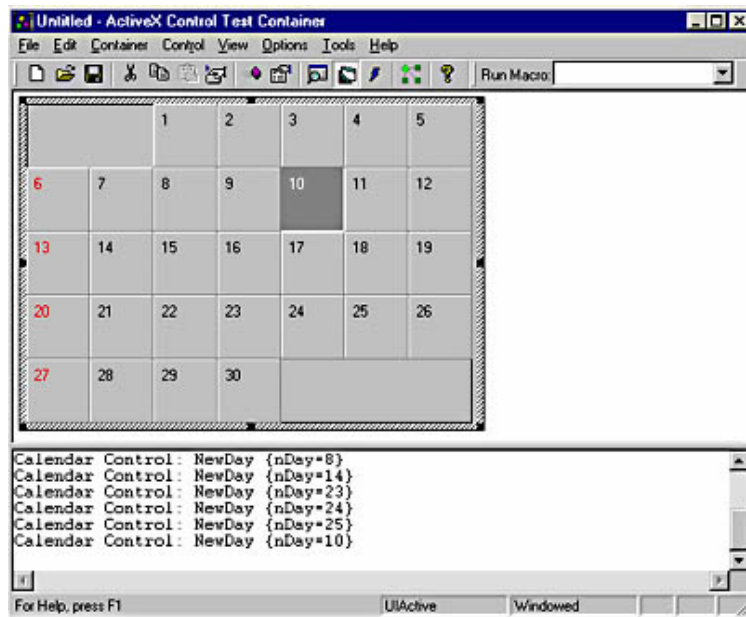 Untitled - ActiveX Control Test Container
File Edit Container Control View Options Tools Help
Run Macro:
1 2 3 4 5
6 7 8 9 10 11 12
13 14 15 16 17 18 19
20 21 22 23 24 25 26
27 28 29 30
Calendar Control: NewDay {nDay=8}
Calendar Control: NewDay {nDay=14}
Calendar Control: NewDay {nDay=23}
Calendar Control: NewDay {nDay=24}
Calendar Control: NewDay {nDay=25}
Calendar Control: NewDay {nDay=10}
For Help, press F1 UIActive Windowed